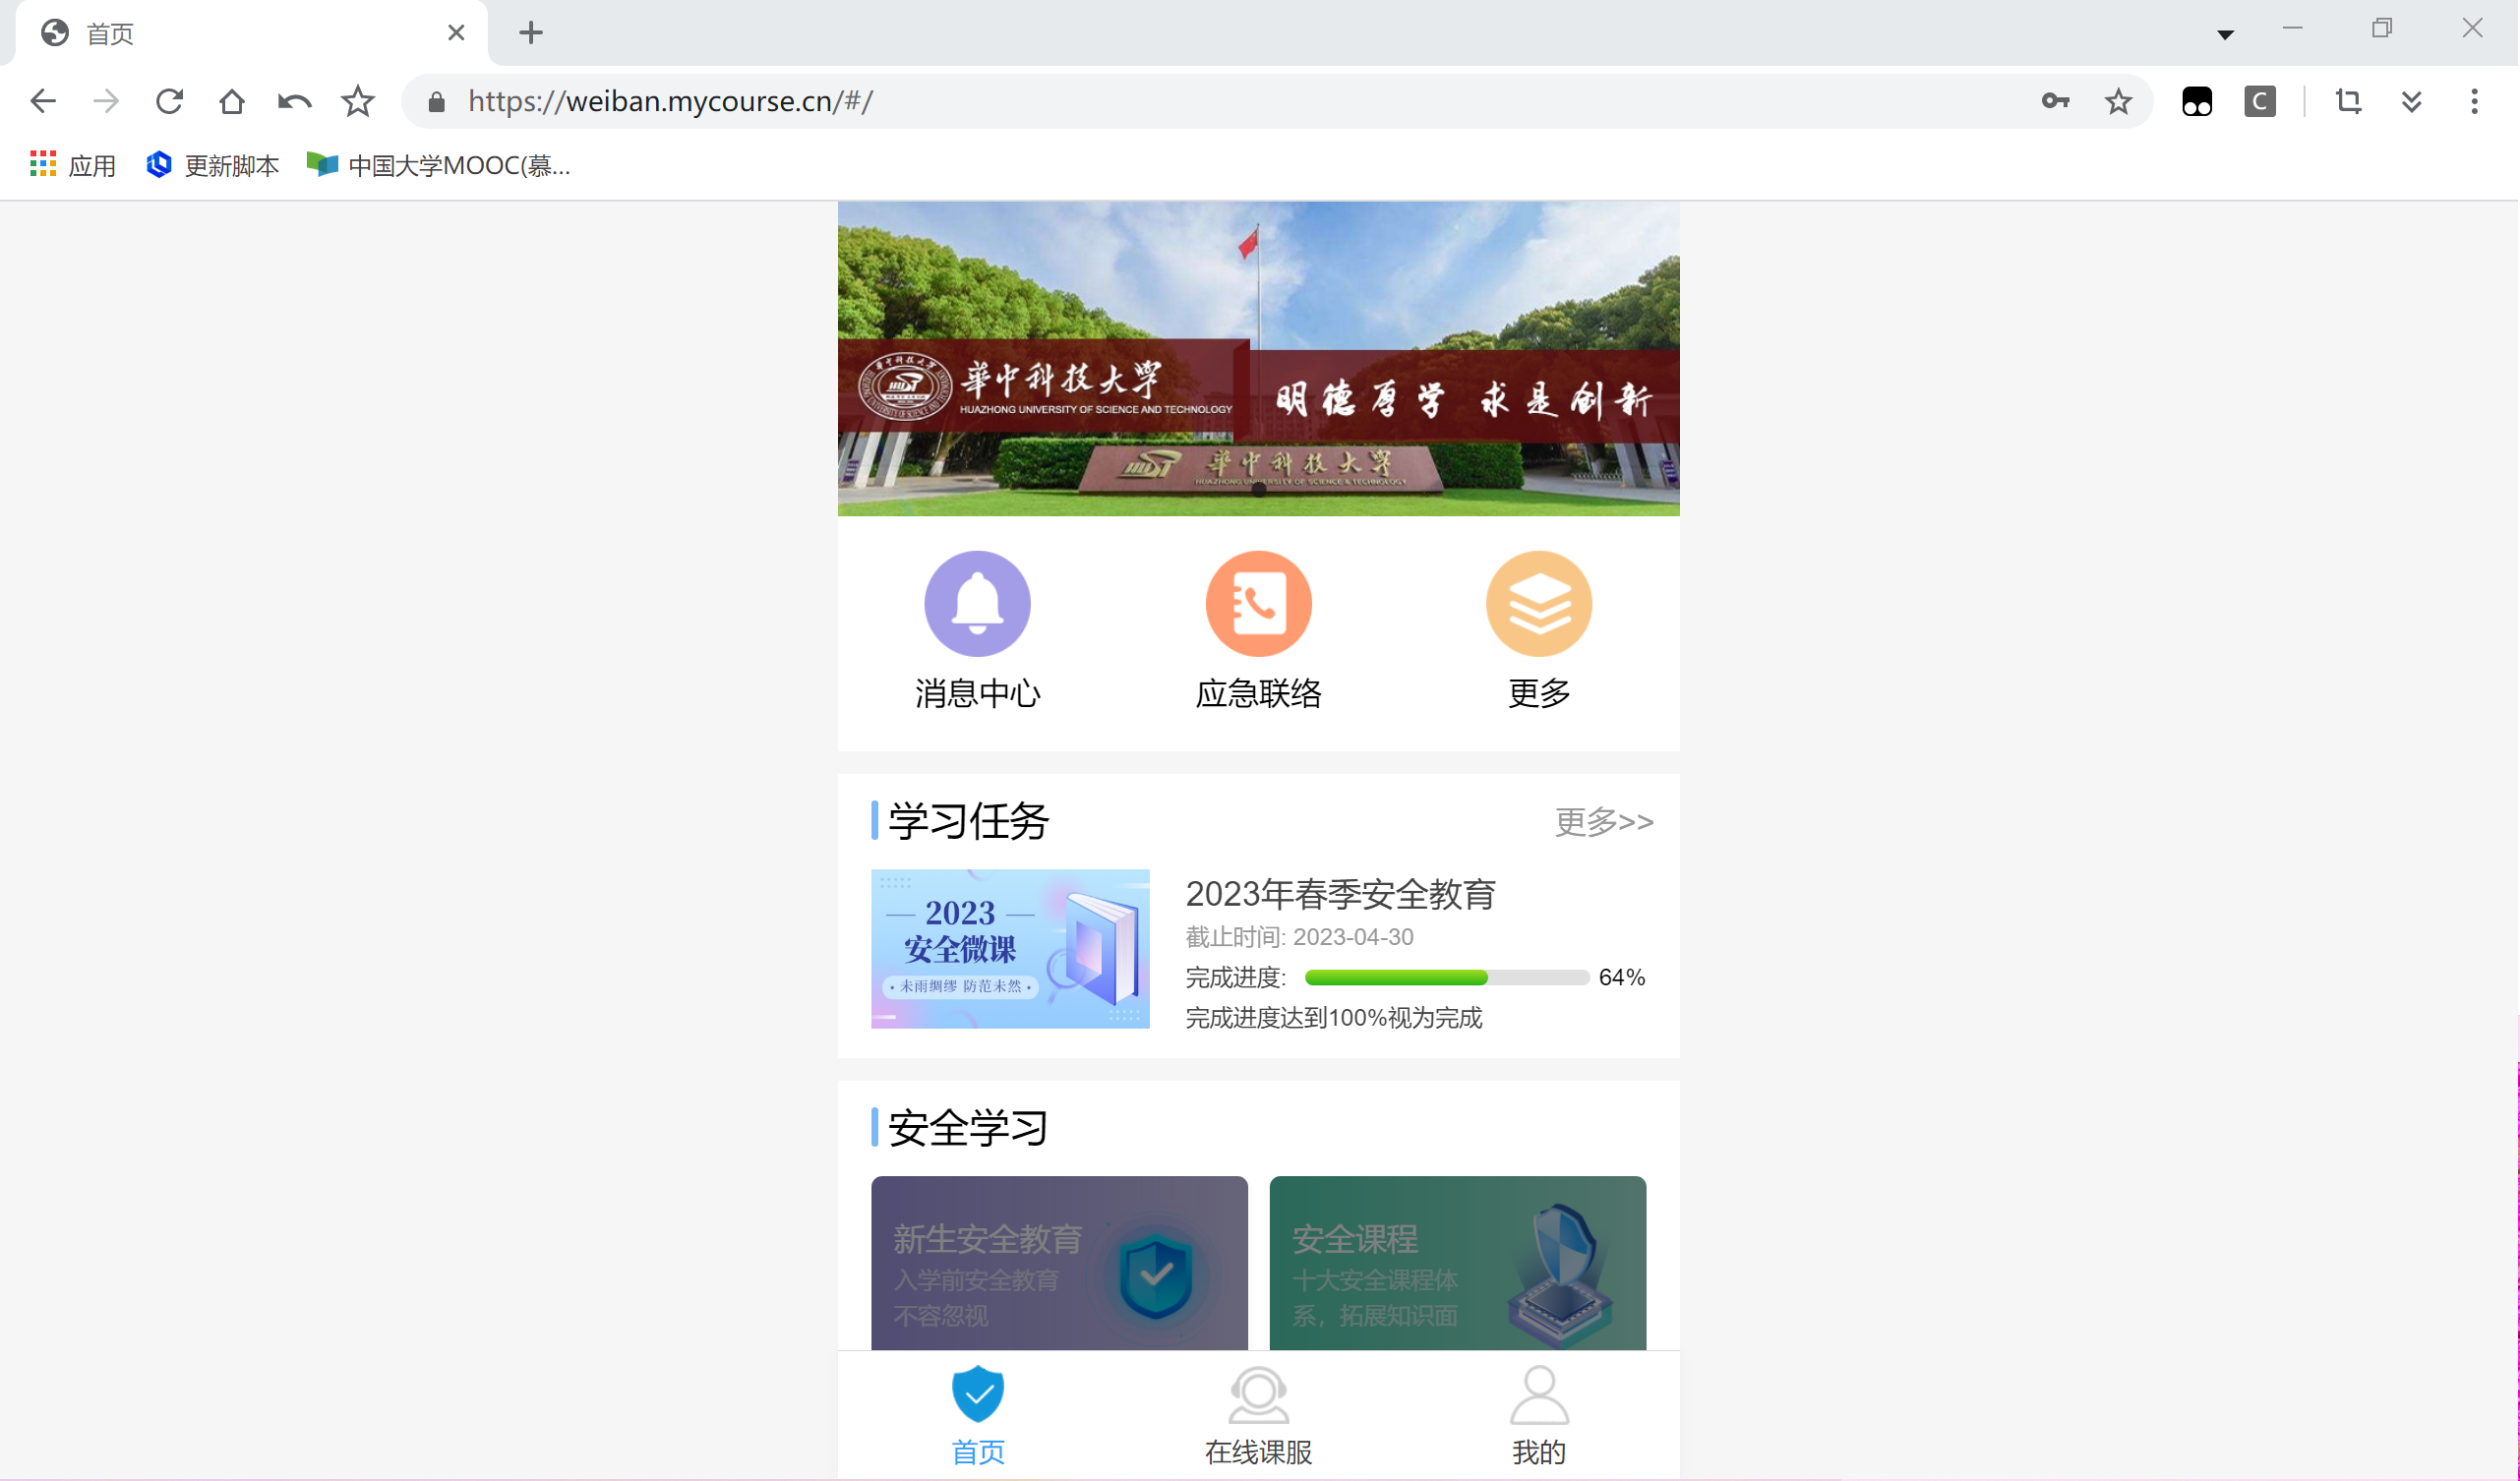 首页
https://weiban.mycourse.cn/#/
C
应用
更新脚本
中国大学MOOC(慕...
華中科技大学
HUAZHONG UNIVERSITY OF SCIENCE AND TECHNOLOGY
明德厚学 求是创新
華中科技大学
HUAZHONG UNIVERSITY OF SCIENCE & TECHNOLOGY
消息中心
应急联络
更多
学习任务
更多>>
2023
安全微课
• 未雨绸缪 防范未然 •
2023年春季安全教育
截止时间: 2023-04-30
完成进度: 64%
完成进度达到100%视为完成
安全学习
新生安全教育
入学前安全教育
不容忽视
安全课程
十大安全课程体
系，拓展知识面
首页
在线课服
我的